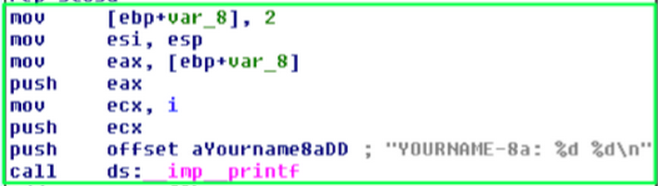 mov [ebp+var_8], 2
mov esi, esp
mov eax, [ebp+var_8]
push eax
mov ecx, i
push ecx
push offset aYourname8aDD ; "YOURNAME-8a: %d %d\n"
call ds:__imp__printf